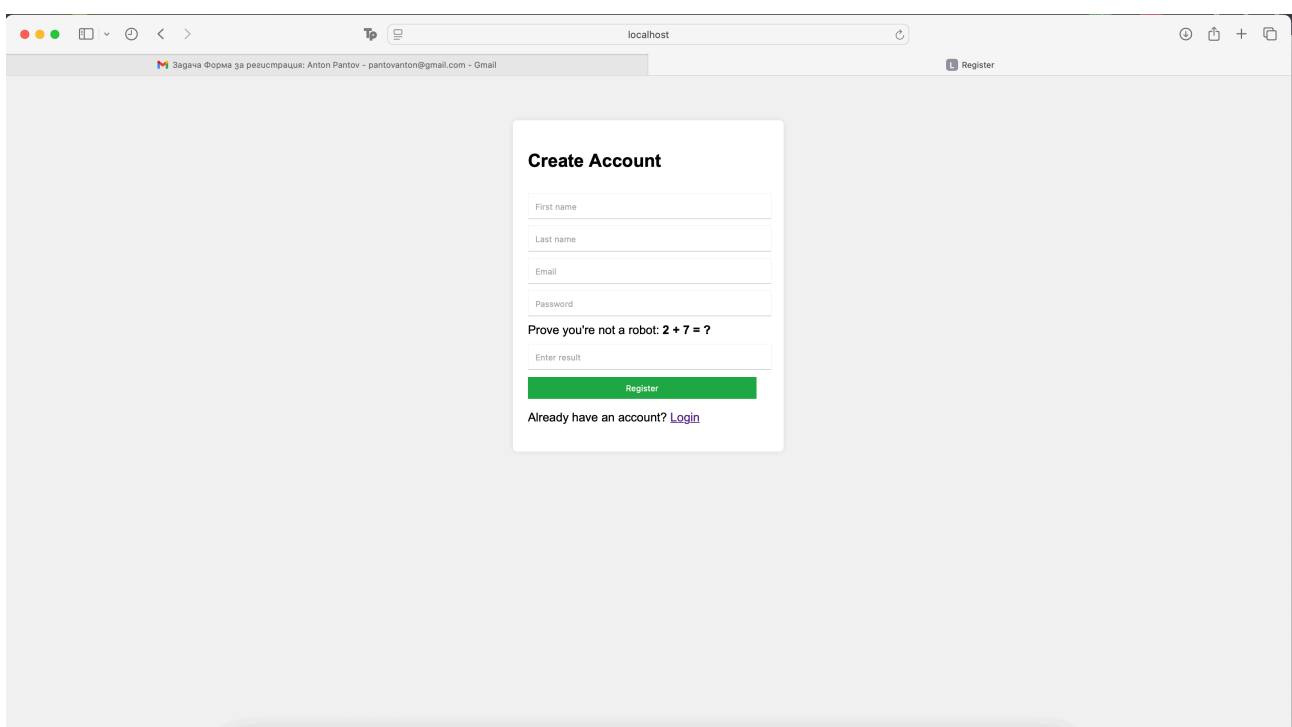 localhost
Задача Форма за регистрация: Anton Pantov - pantovanton@gmail.com - Gmail
L Register
Create Account
First name
Last name
Email
Password
Prove you're not a robot: 2 + 7 = ?
Enter result
Register
Already have an account? Login